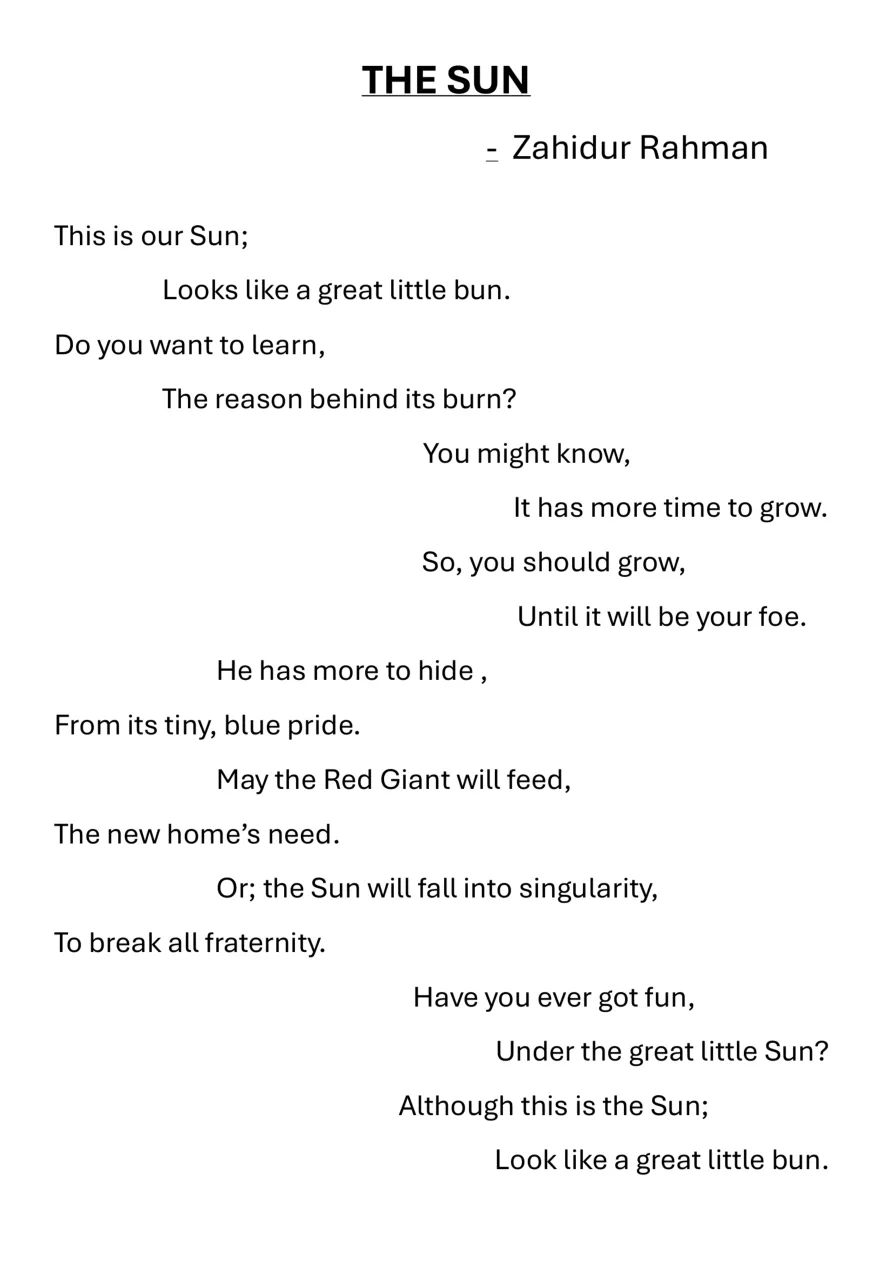 THE SUN
- Zahidur Rahman
This is our Sun;
Looks like a great little bun.
Do you want to learn,
The reason behind its burn?
You might know,
It has more time to grow.
So, you should grow,
Until it will be your foe.
He has more to hide ,
From its tiny, blue pride.
May the Red Giant will feed,
The new home’s need.
Or; the Sun will fall into singularity,
To break all fraternity.
Have you ever got fun,
Under the great little Sun?
Although this is the Sun;
Look like a great little bun.